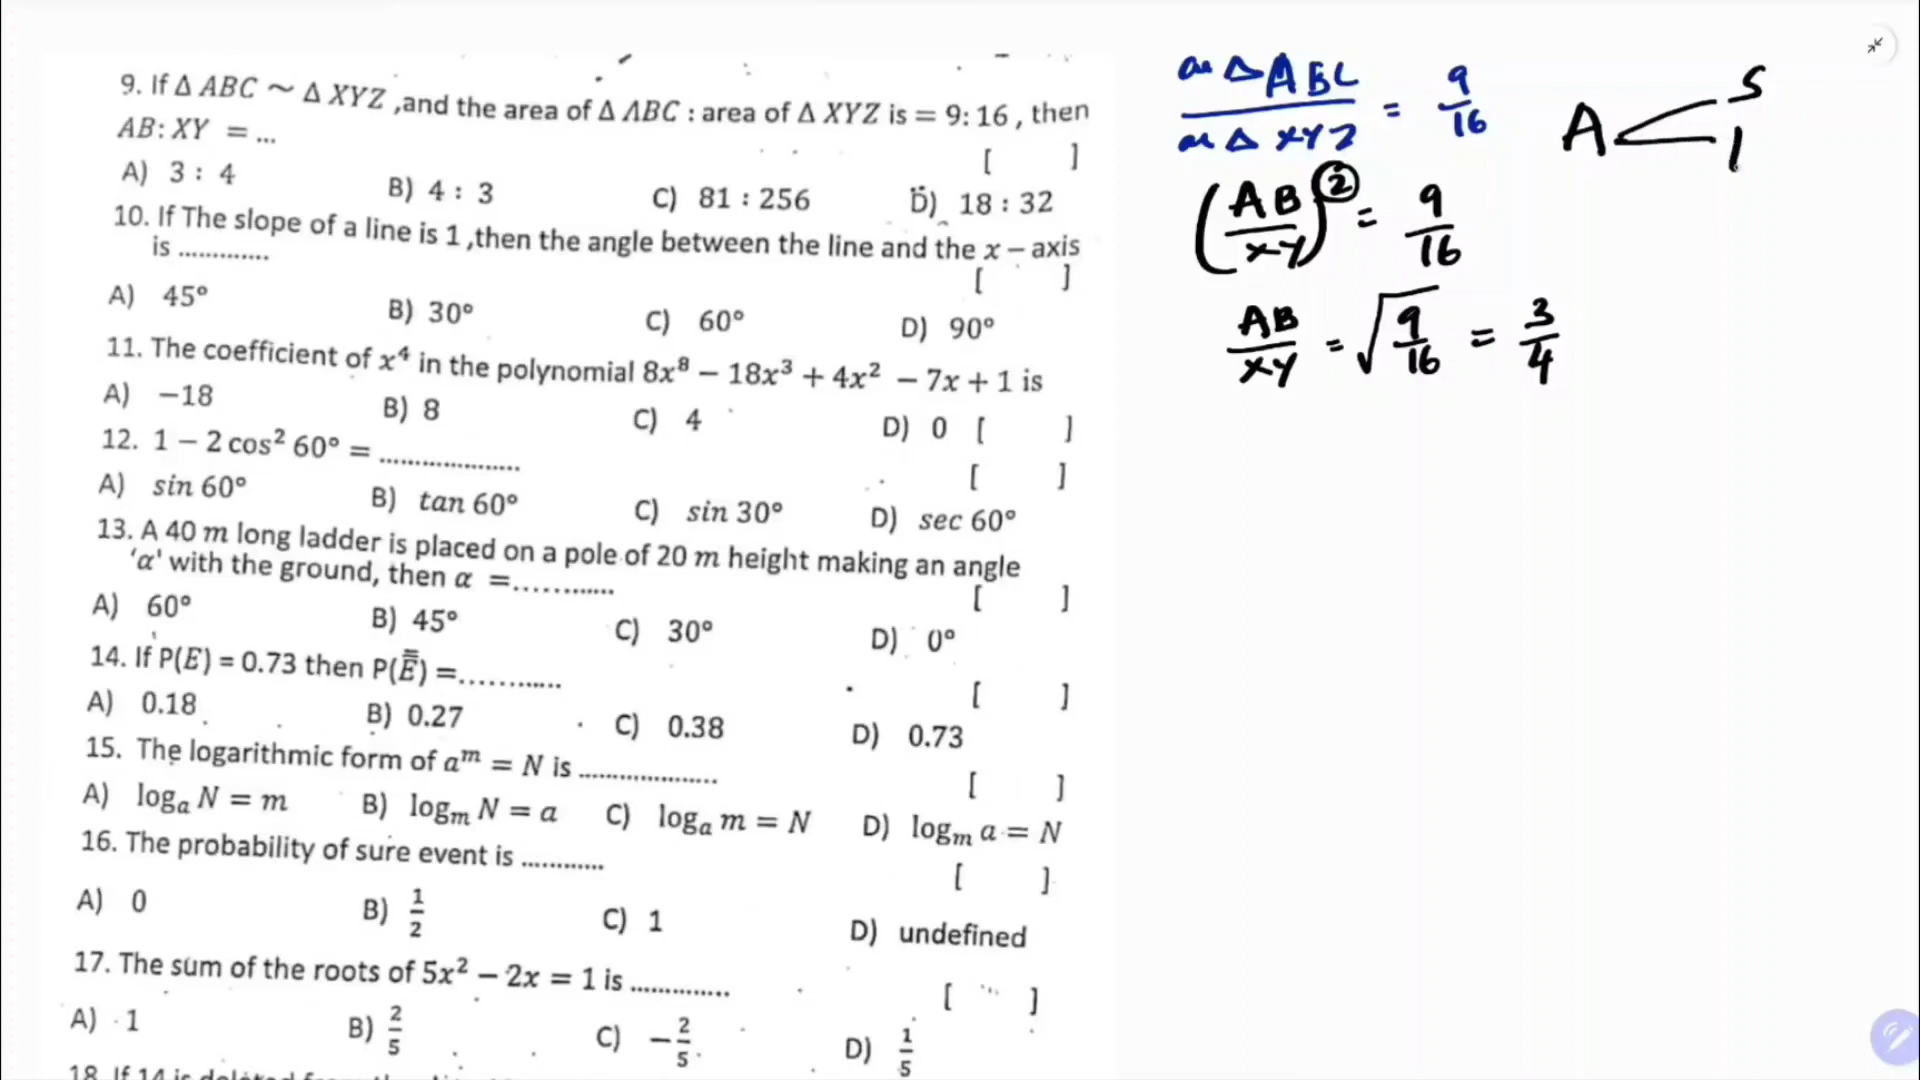 9. If Δ ABC ~ Δ XYZ ,and the area of Δ ABC : area of Δ XYZ is = 9: 16 , then
AB: XY = ...
[ ]
A) 3 : 4 B) 4 : 3 C) 81 : 256 D) 18 : 32
10. If The slope of a line is 1 ,then the angle between the line and the x – axis
is .............
[ ]
A) 45° B) 30° C) 60° D) 90°
11. The coefficient of x⁴ in the polynomial 8x⁸ – 18x³ + 4x² – 7x + 1 is
A) –18 B) 8 C) 4 D) 0 [ ]
12. 1 – 2 cos² 60° = ....................
[ ]
A) sin 60° B) tan 60° C) sin 30° D) sec 60°
13. A 40 m long ladder is placed on a pole of 20 m height making an angle
'α' with the ground, then α =............
[ ]
A) 60° B) 45° C) 30° D) 0°
14. If P(E) = 0.73 then P(Ē) =............
[ ]
A) 0.18 B) 0.27 C) 0.38 D) 0.73
15. The logarithmic form of aᵐ = N is ....................
[ ]
A) logₐ N = m B) logₘ N = a C) logₐ m = N D) logₘ a = N
16. The probability of sure event is ............
[ ]
A) 0 B) 1/2 C) 1 D) undefined
17. The sum of the roots of 5x² – 2x = 1 is ..............
[ ]
A) 1 B) 2/5 C) –2/5 D) 1/5
ar Δ ABC / ar Δ XYZ = 9/16
A S
1
(AB/XY)² = 9/16
AB/XY = √9/16 = 3/4